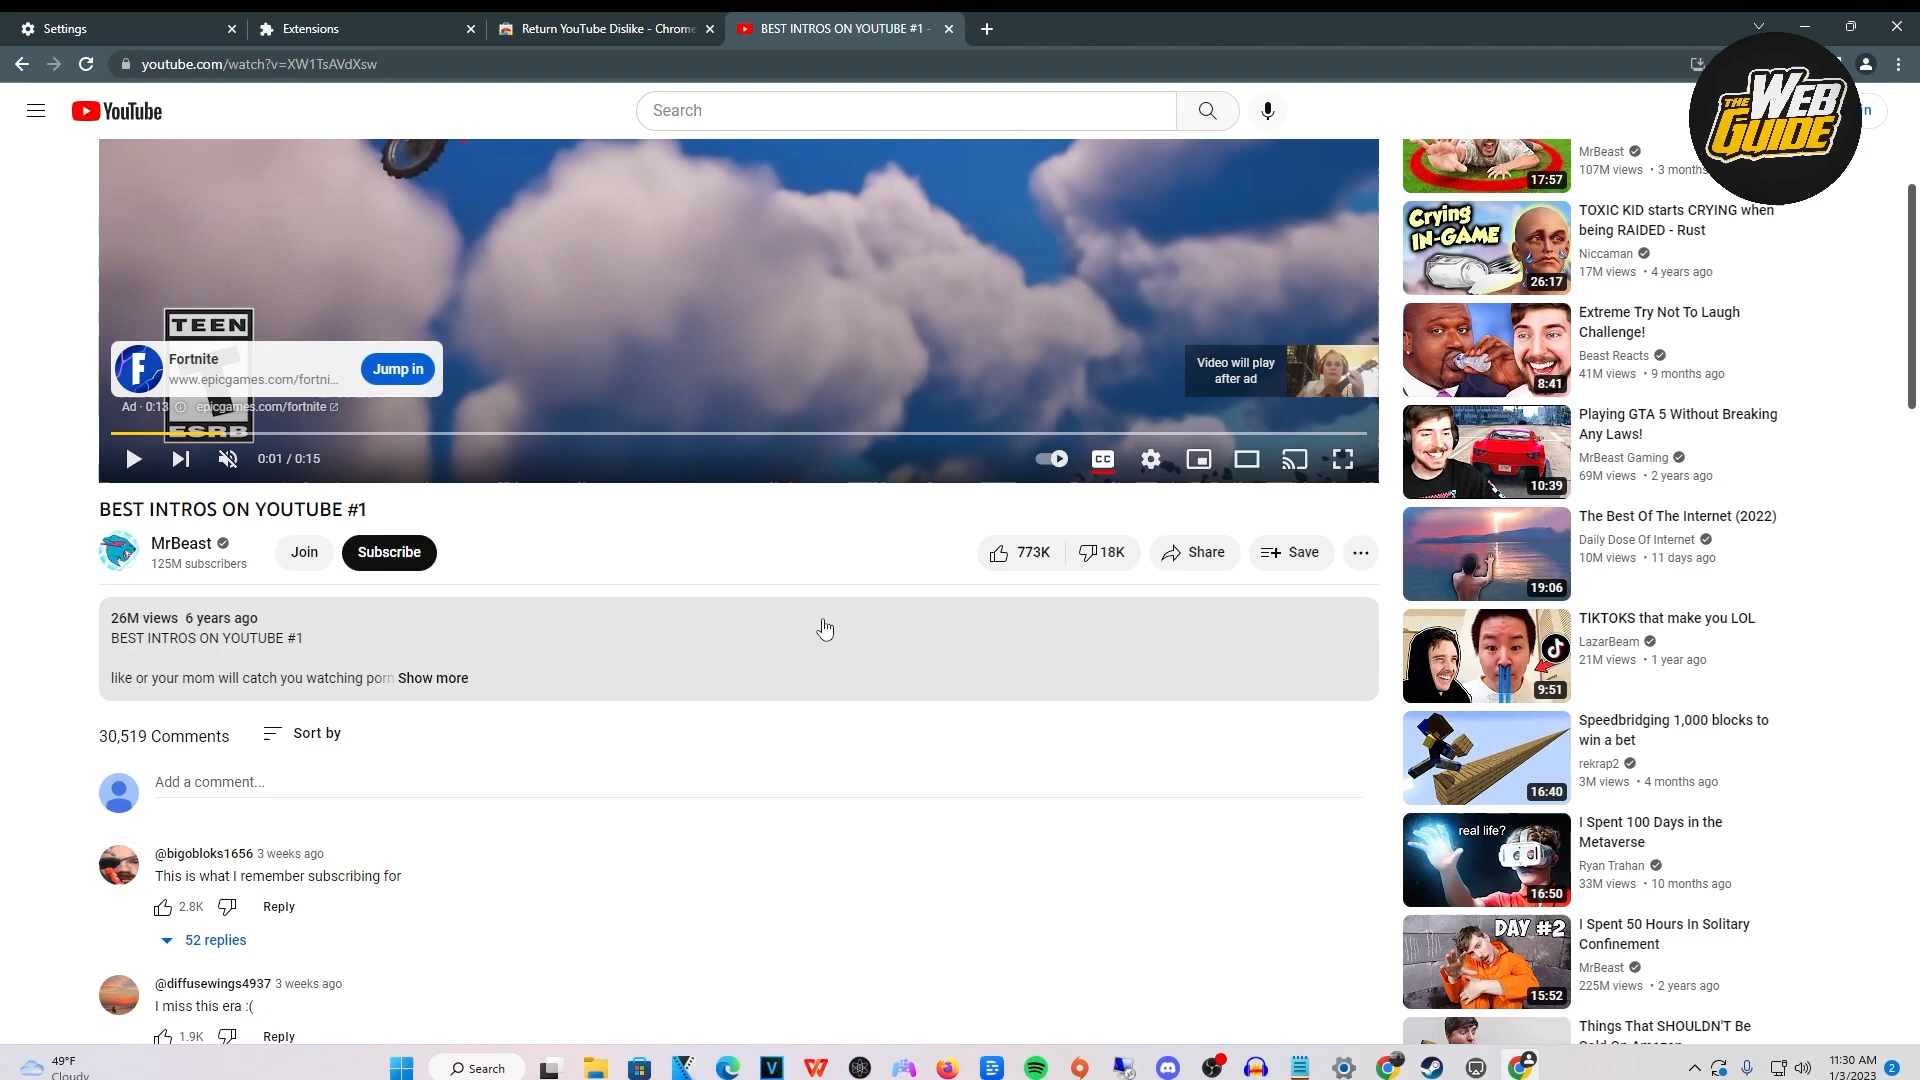 Settings
Extensions
Return YouTube Dislike - Chrome
BEST INTROS ON YOUTUBE #1 -
youtube.com/watch?v=XW1TsAVdXsw
YouTube
Search
THE WEB GUIDE
in
TEEN
ESRB
Fortnite
www.epicgames.com/fortni...
Jump in
Ad · 0:13
epicgames.com/fortnite
Video will play
after ad
0:01 / 0:15
CC
BEST INTROS ON YOUTUBE #1
MrBeast
125M subscribers
Join
Subscribe
773K
18K
Share
Save
26M views 6 years ago
BEST INTROS ON YOUTUBE #1
like or your mom will catch you watching porn Show more
30,519 Comments
Sort by
Add a comment...
@bigobloks1656 3 weeks ago
This is what I remember subscribing for
2.8K
Reply
52 replies
@diffusewings4937 3 weeks ago
I miss this era :(
1.9K
Reply
17:57
MrBeast
107M views • 3 months
Crying
IN-GAME
26:17
TOXIC KID starts CRYING when
being RAIDED - Rust
Niccaman
17M views • 4 years ago
8:41
Extreme Try Not To Laugh
Challenge!
Beast Reacts
41M views • 9 months ago
10:39
Playing GTA 5 Without Breaking
Any Laws!
MrBeast Gaming
69M views • 2 years ago
19:06
The Best Of The Internet (2022)
Daily Dose Of Internet
10M views • 11 days ago
9:51
TIKTOKS that make you LOL
LazarBeam
21M views • 1 year ago
16:40
Speedbridging 1,000 blocks to
win a bet
rekrap2
3M views • 4 months ago
real life?
16:50
I Spent 100 Days in the
Metaverse
Ryan Trahan
33M views • 10 months ago
DAY #2
15:52
I Spent 50 Hours In Solitary
Confinement
MrBeast
225M views • 2 years ago
Things That SHOULDN'T Be
Sold On Amazon
49°F
Cloudy
Search
11:30 AM
1/3/2023
2